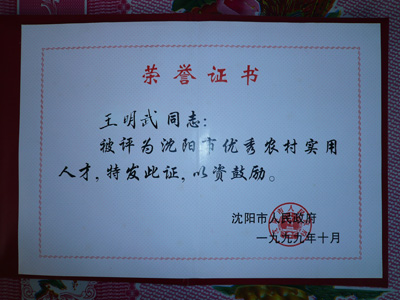 荣誉证书
王明武 同志:
被评为沈阳市优秀农村实用
人才,特发此证,以资鼓励。
沈阳市人民政府
一九九九年十月